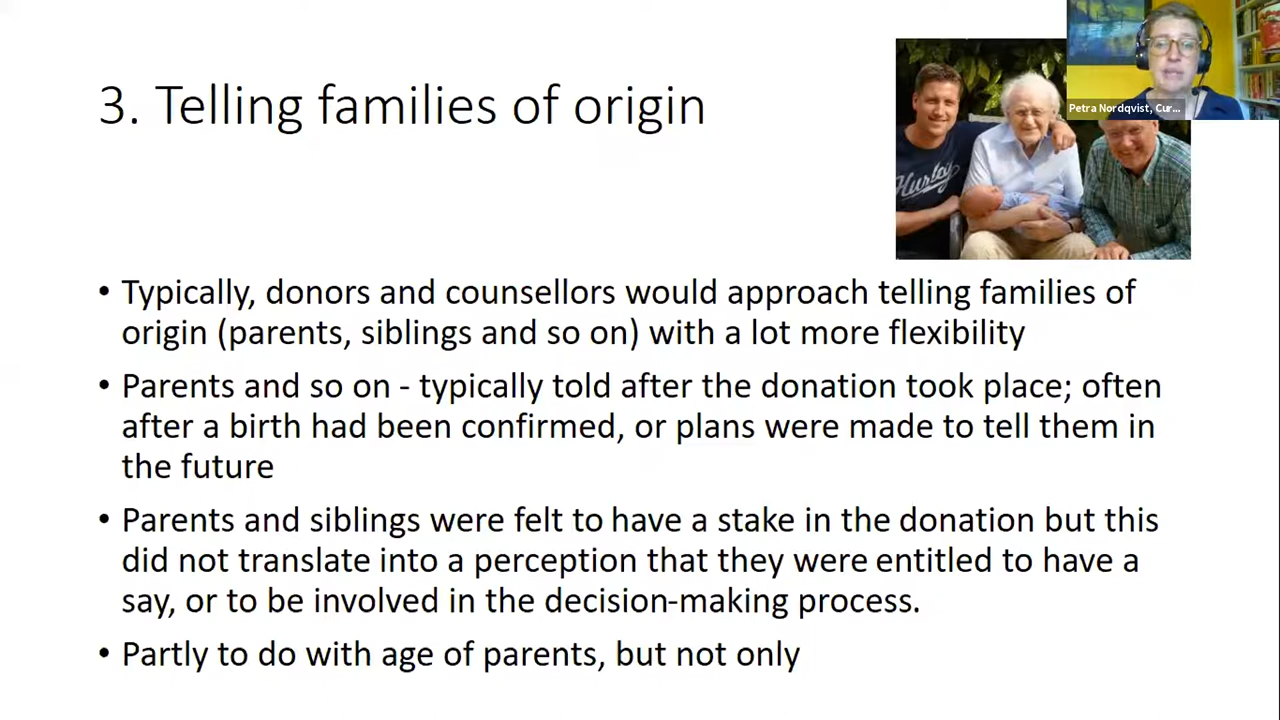 3. Telling families of origin
Petra Nordqvist, Cur...
Hurley
• Typically, donors and counsellors would approach telling families of
origin (parents, siblings and so on) with a lot more flexibility
• Parents and so on - typically told after the donation took place; often
after a birth had been confirmed, or plans were made to tell them in
the future
• Parents and siblings were felt to have a stake in the donation but this
did not translate into a perception that they were entitled to have a
say, or to be involved in the decision-making process.
• Partly to do with age of parents, but not only